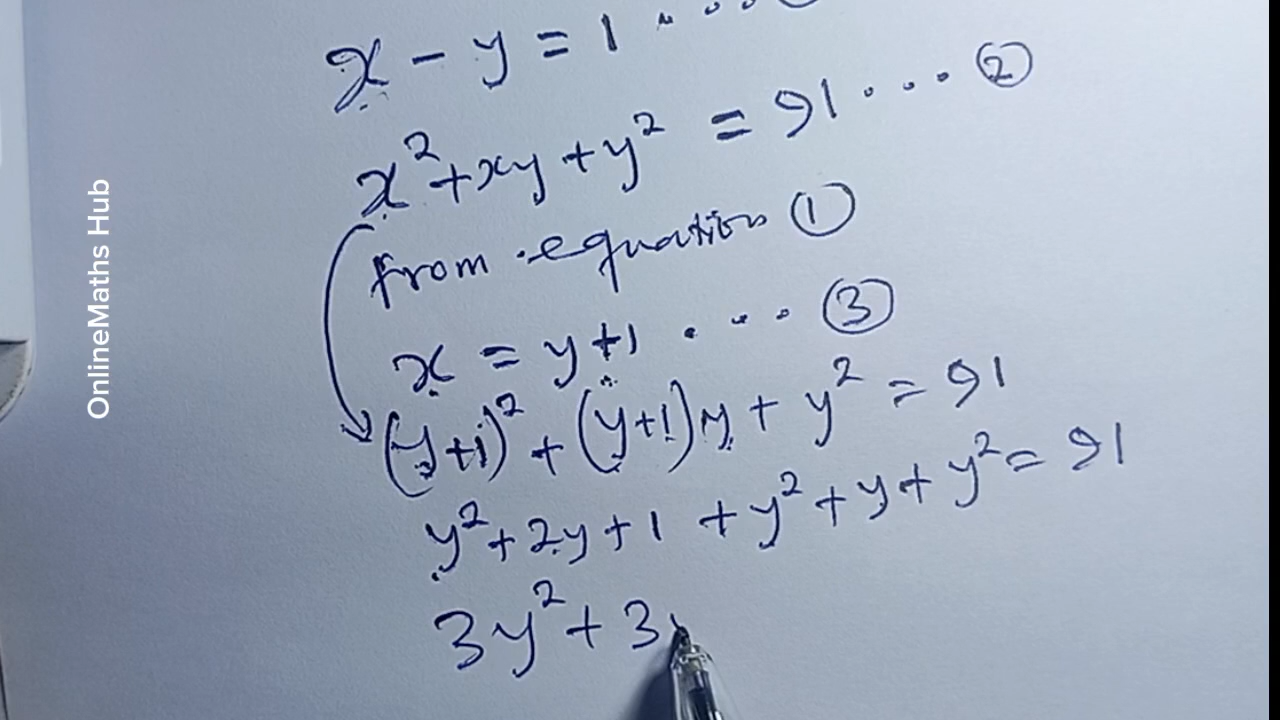 x - y = 1 ...
x² + xy + y² = 91 ... ②
from equation ①
x = y+1 ... ③
(y+1)² + (y+1)y + y² = 91
y² + 2y + 1 + y² + y + y² = 91
3y² + 3
OnlineMaths Hub